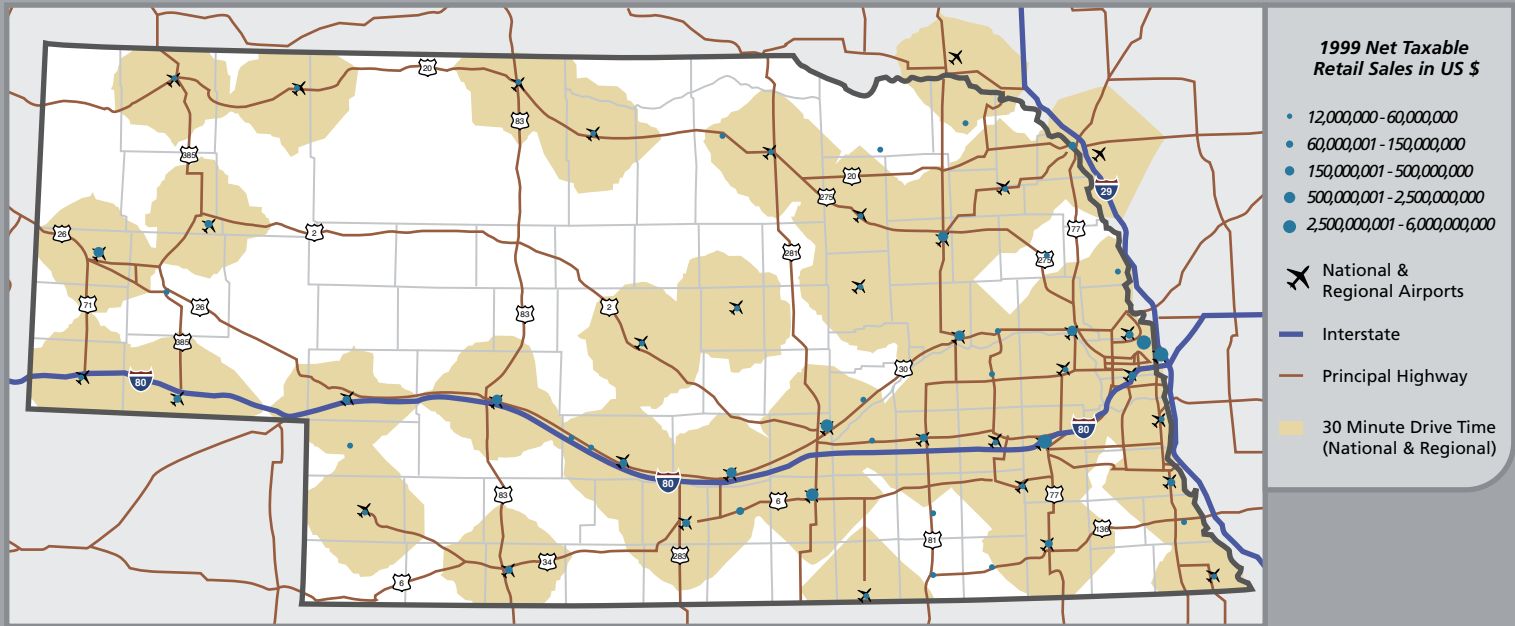 1999 Net Taxable
Retail Sales in US $
12,000,000 - 60,000,000
60,000,001 - 150,000,000
150,000,001 - 500,000,000
500,000,001 - 2,500,000,000
2,500,000,001 - 6,000,000,000
National &
Regional Airports
Interstate
Principal Highway
30 Minute Drive Time
(National & Regional)
20
83
385
20
275
29
26
2
77
281
275
71
26
83
2
385
30
80
80
80
83
6
77
81
136
283
34
6